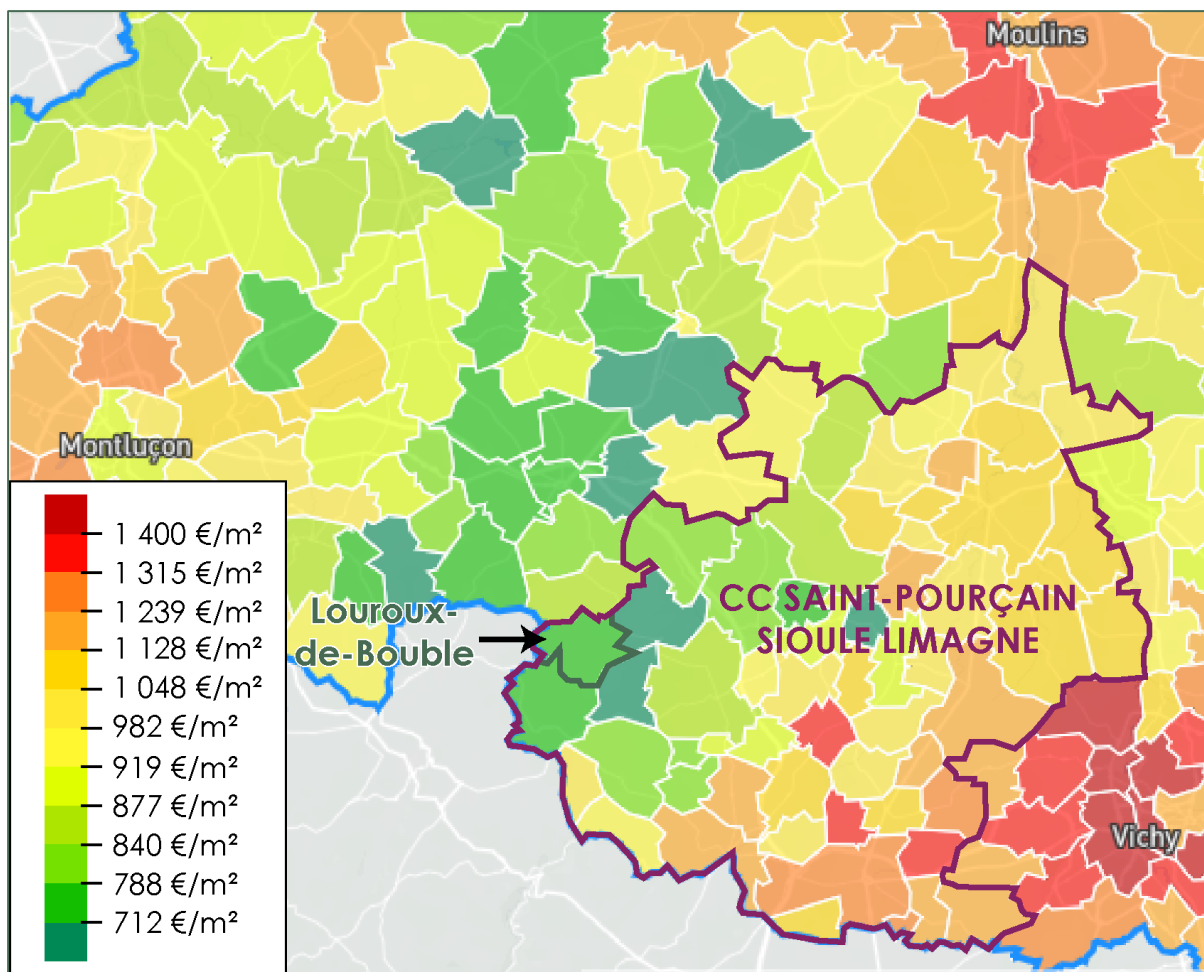 Moulins
Montluçon
1 400 €/m²
1 315 €/m²
1 239 €/m²
1 128 €/m²
1 048 €/m²
982 €/m²
919 €/m²
877 €/m²
840 €/m²
788 €/m²
712 €/m²
Louroux-
de-Bouble
CC SAINT-POURÇAIN
SIOULE LIMAGNE
Vichy